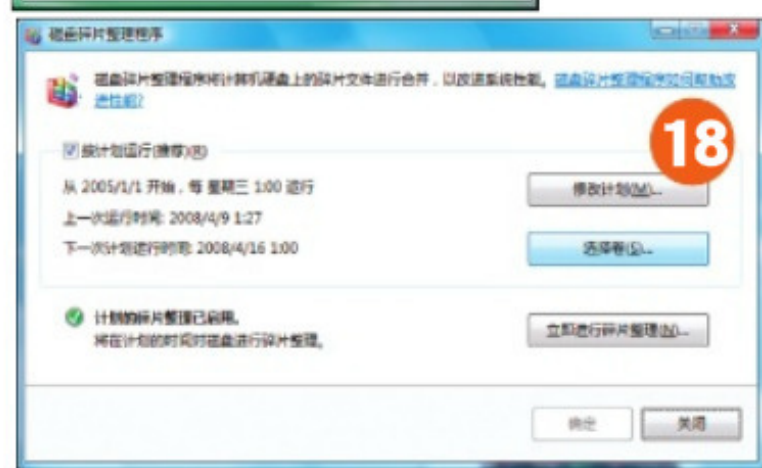 磁盘碎片整理程序
磁盘碎片整理程序将计算机硬盘上的碎片文件进行合并，以改进系统性能。磁盘碎片整理程序如何帮助改
进性能?
18
按计划运行(推荐)(R)
从 2005/1/1 开始，每 星期三 1:00 运行
修改计划(M)...
上一次运行时间: 2008/4/9 1:27
下一次计划运行时间: 2008/4/16 1:00
选择卷(S)...
计划的碎片整理已启用。
将在计划的时间对磁盘进行碎片整理。
立即进行碎片整理(N)...
确定
关闭